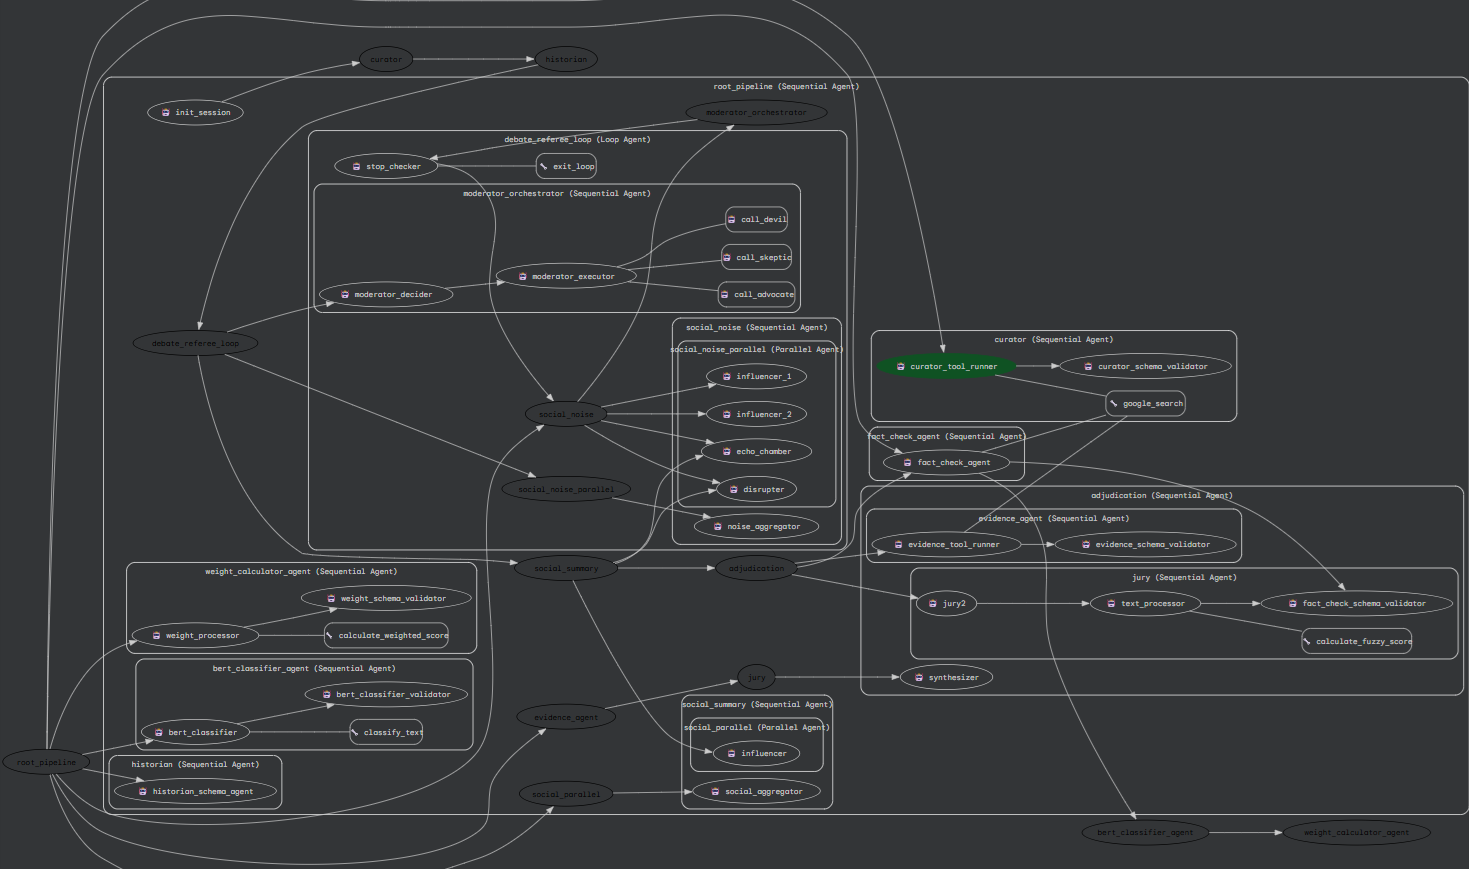 curator
historian
root_pipeline (Sequential Agent)
init_session
moderator_orchestrator
debate_referee_loop (Loop Agent)
stop_checker
exit_loop
moderator_orchestrator (Sequential Agent)
call_devil
call_skeptic
moderator_executor
moderator_decider
call_advocate
social_noise (Sequential Agent)
debate_referee_loop
curator (Sequential Agent)
social_noise_parallel (Parallel Agent)
curator_tool_runner
curator_schema_validator
influencer_1
google_search
social_noise
influencer_2
fact_check_agent (Sequential Agent)
echo_chamber
fact_check_agent
social_noise_parallel
disrupter
adjudication (Sequential Agent)
evidence_agent (Sequential Agent)
noise_aggregator
evidence_tool_runner
evidence_schema_validator
social_summary
adjudication
weight_calculator_agent (Sequential Agent)
jury (Sequential Agent)
weight_schema_validator
jury2
text_processor
fact_check_schema_validator
weight_processor
calculate_weighted_score
calculate_fuzzy_score
bert_classifier_agent (Sequential Agent)
jury
synthesizer
bert_classifier_validator
social_summary (Sequential Agent)
evidence_agent
social_parallel (Parallel Agent)
bert_classifier
classify_text
influencer
root_pipeline
historian (Sequential Agent)
historian_schema_agent
social_parallel
social_aggregator
bert_classifier_agent
weight_calculator_agent